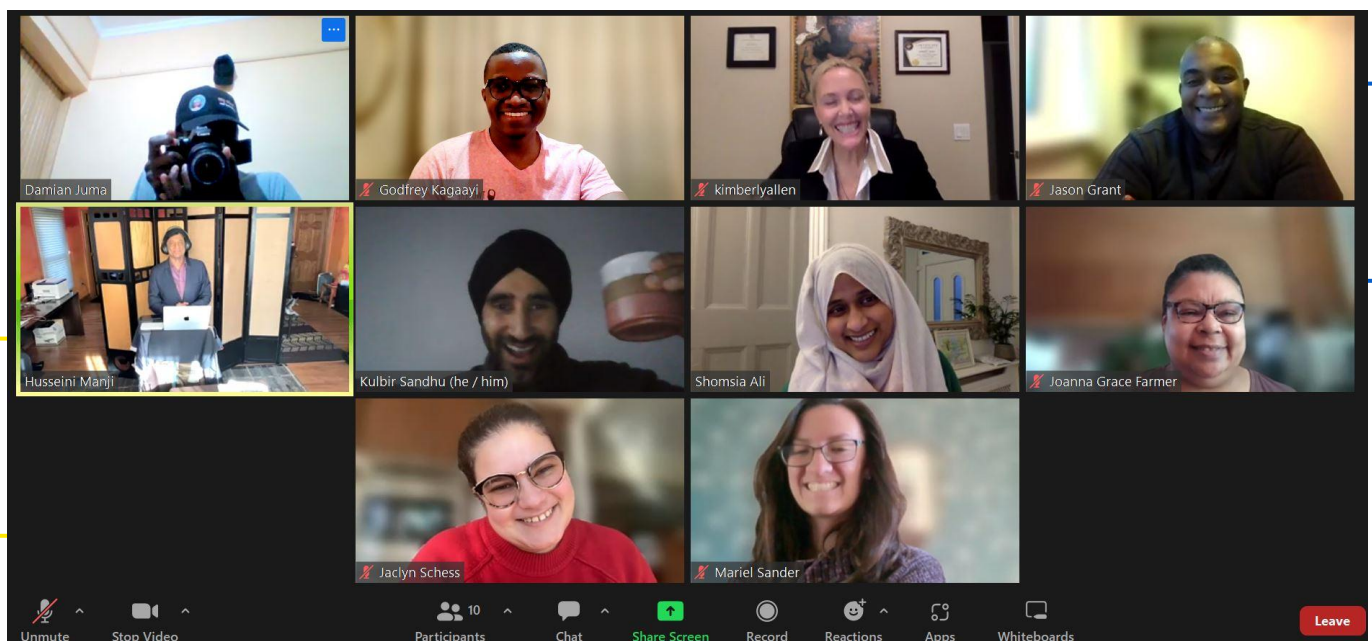 Damian Juma
Godfrey Kagaayi
kimberlyallen
Jason Grant
Husseini Manji
Kulbir Sandhu (he / him)
Shomsia Ali
Joanna Grace Farmer
Jaclyn Schess
Mariel Sander
Unmute
Stop Video
10
Participants
Chat
Share Screen
Record
Reactions
Apps
Whiteboards
Leave